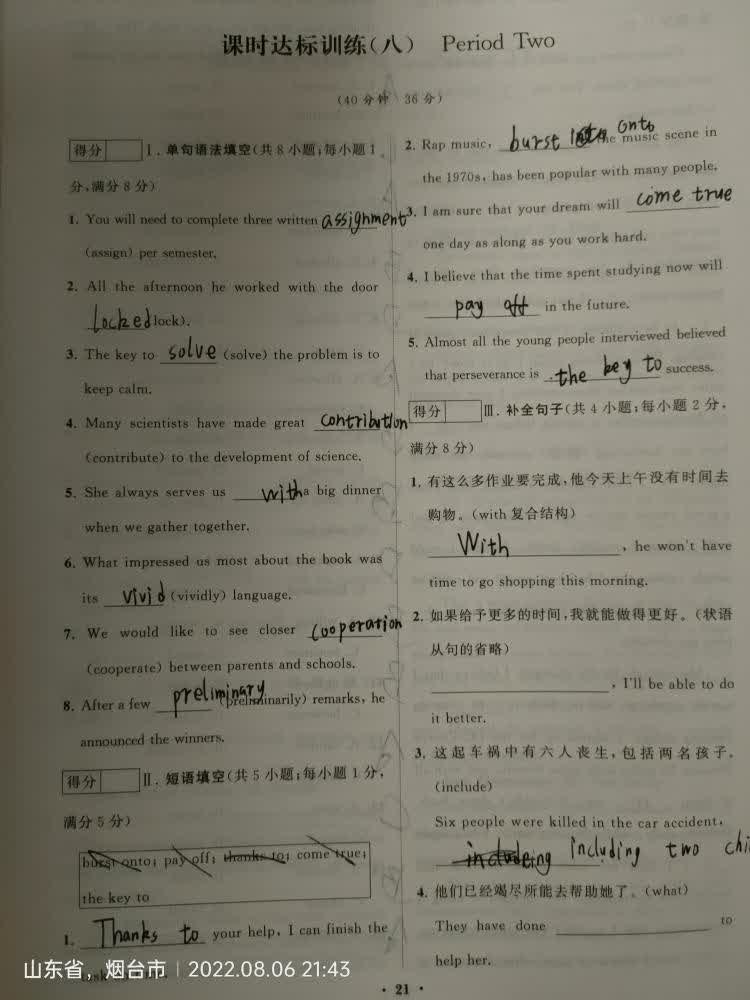 课时达标训练(八) Period Two
(40分钟 36分)
得分 Ⅰ.单句语法填空(共8小题;每小题1
分,满分8分)
1. You will need to complete three written assignment
(assign) per semester.
2. All the afternoon he worked with the door
locked lock).
3. The key to solve (solve) the problem is to
keep calm.
4. Many scientists have made great contribution
(contribute) to the development of science.
5. She always serves us with a big dinner
when we gather together.
6. What impressed us most about the book was
its vivid (vividly) language.
7. We would like to see closer cooperation
(cooperate) between parents and schools.
8. After a few preliminary (preliminarily) remarks, he
announced the winners.
得分 Ⅱ.短语填空(共5小题;每小题1分,
满分5分)
burst onto; pay off; thanks to; come true;
the key to
1. Thanks to your help, I can finish the
2. Rap music, burst onto the music scene in
the 1970s, has been popular with many people.
3. I am sure that your dream will come true
one day as along as you work hard.
4. I believe that the time spent studying now will
pay off in the future.
5. Almost all the young people interviewed believed
that perseverance is the key to success.
得分 Ⅲ.补全句子(共4小题;每小题2分,
满分8分)
1. 有这么多作业要完成,他今天上午没有时间去
购物。(with复合结构)
With , he won't have
time to go shopping this morning.
2. 如果给予更多的时间,我就能做得更好。(状语
从句的省略)
, I'll be able to do
it better.
3. 这起车祸中有六人丧生,包括两名孩子。
(include)
Six people were killed in the car accident,
including two chi
4. 他们已经竭尽所能去帮助她了。(what)
They have done to
help her.
山东省，烟台市 2022.08.06 21:43
· 21 ·